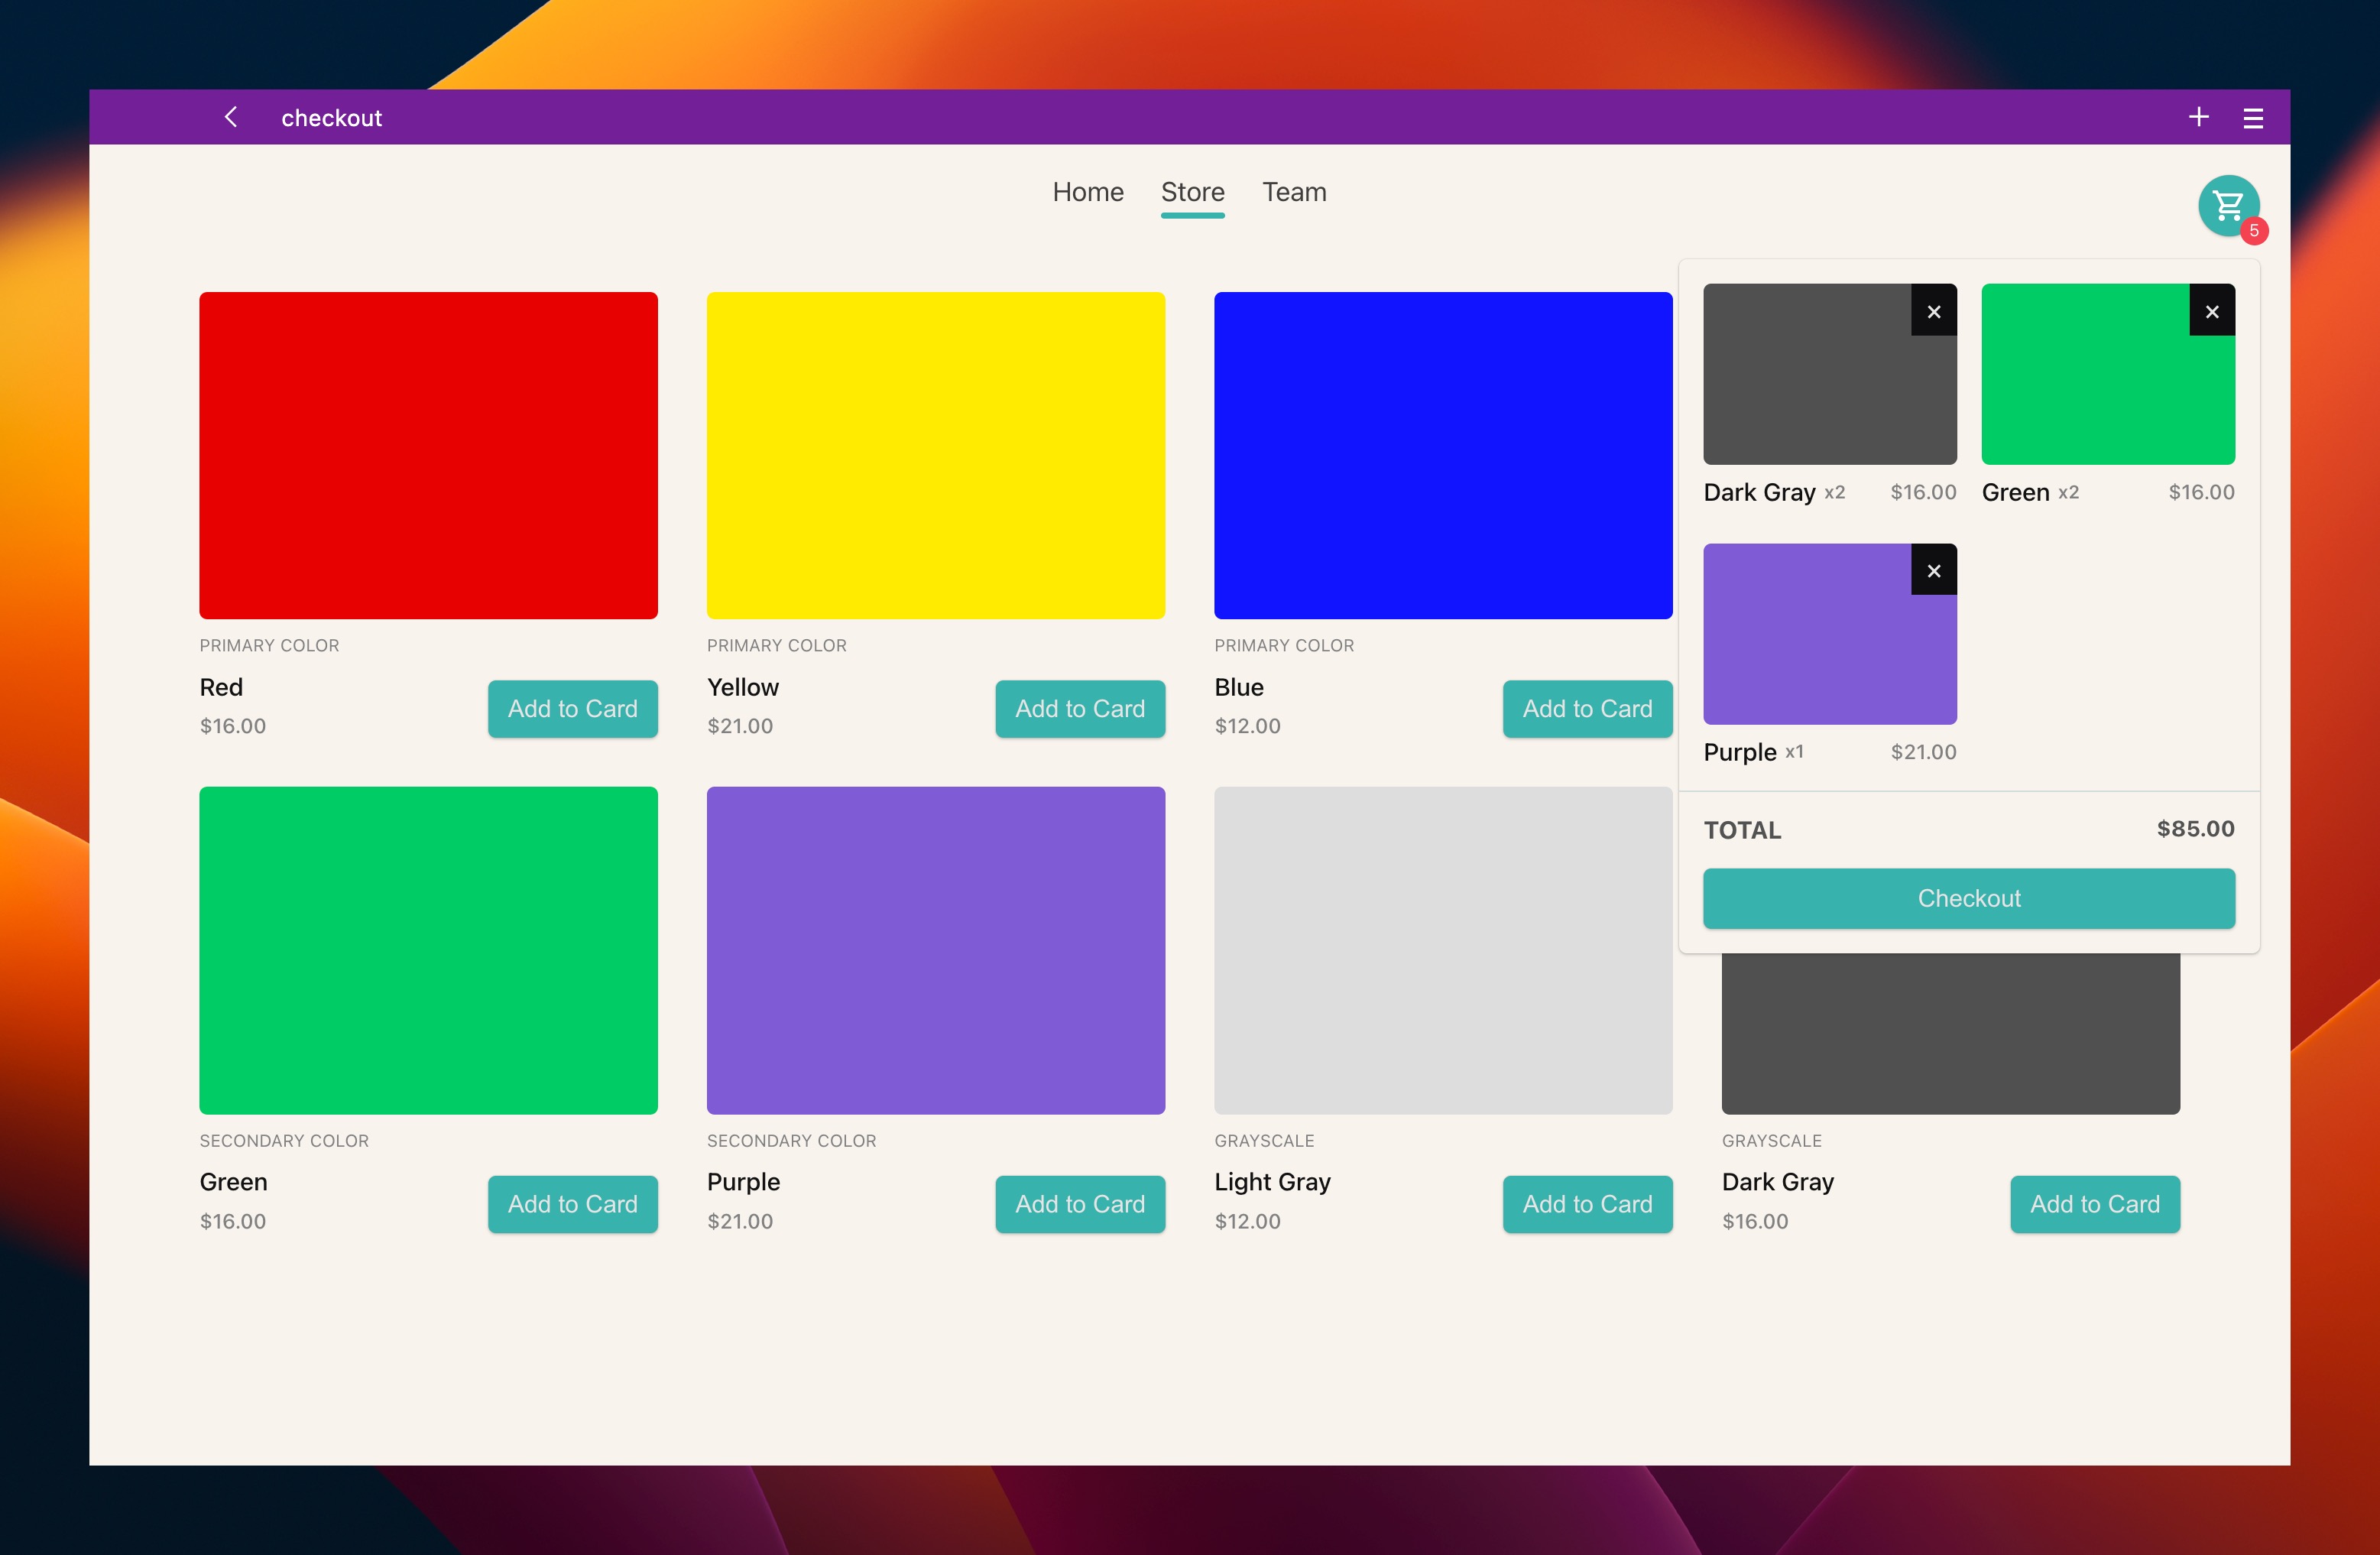 checkout
Home Store Team
5
Dark Gray x2 $16.00
Green x2 $16.00
Purple x1 $21.00
TOTAL $85.00
Checkout
PRIMARY COLOR
Red
$16.00
Add to Card
PRIMARY COLOR
Yellow
$21.00
Add to Card
PRIMARY COLOR
Blue
$12.00
Add to Card
SECONDARY COLOR
Green
$16.00
Add to Card
SECONDARY COLOR
Purple
$21.00
Add to Card
GRAYSCALE
Light Gray
$12.00
Add to Card
GRAYSCALE
Dark Gray
$16.00
Add to Card